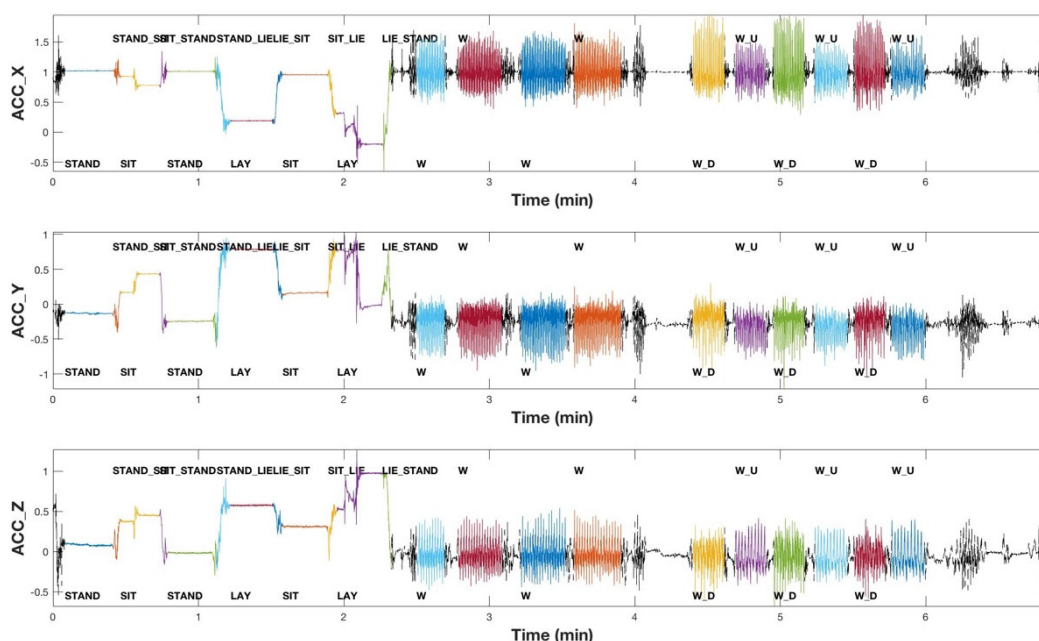 STAND_SIT SIT_STAND STAND_LIE LIE_SIT SIT_LIE LIE_STAND W W W_U W_U W_U
ACC_X
1.5
1
0.5
0
-0.5
STAND SIT STAND LAY SIT LAY W W W_D W_D W_D
0 1 2 3 4 5 6
Time (min)
STAND_SIT SIT_STAND STAND_LIE LIE_SIT SIT_LIE LIE_STAND W W W_U W_U W_U
ACC_Y
1
0.5
0
-0.5
-1
STAND SIT STAND LAY SIT LAY W W W_D W_D W_D
0 1 2 3 4 5 6
Time (min)
STAND_SIT SIT_STAND STAND_LIE LIE_SIT SIT_LIE LIE_STAND W W W_U W_U W_U
ACC_Z
1
0.5
0
-0.5
STAND SIT STAND LAY SIT LAY W W W_D W_D W_D
0 1 2 3 4 5 6
Time (min)